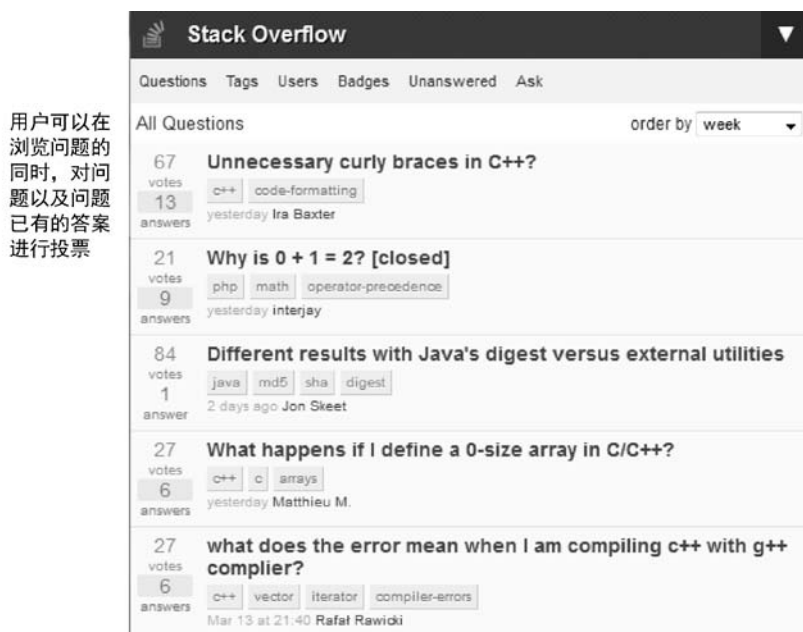 Stack Overflow
Questions Tags Users Badges Unanswered Ask
用户可以在
浏览问题的
同时，对问
题以及问题
已有的答案
进行投票
All Questions order by week
67
votes
13
answers
Unnecessary curly braces in C++?
c++ code-formatting
yesterday Ira Baxter
21
votes
9
answers
Why is 0 + 1 = 2? [closed]
php math operator-precedence
yesterday interjay
84
votes
1
answer
Different results with Java's digest versus external utilities
java md5 sha digest
2 days ago Jon Skeet
27
votes
6
answers
What happens if I define a 0-size array in C/C++?
c++ c arrays
yesterday Matthieu M.
27
votes
6
answers
what does the error mean when I am compiling c++ with g++
complier?
c++ vector iterator compiler-errors
Mar 13 at 21:40 Rafał Rawicki